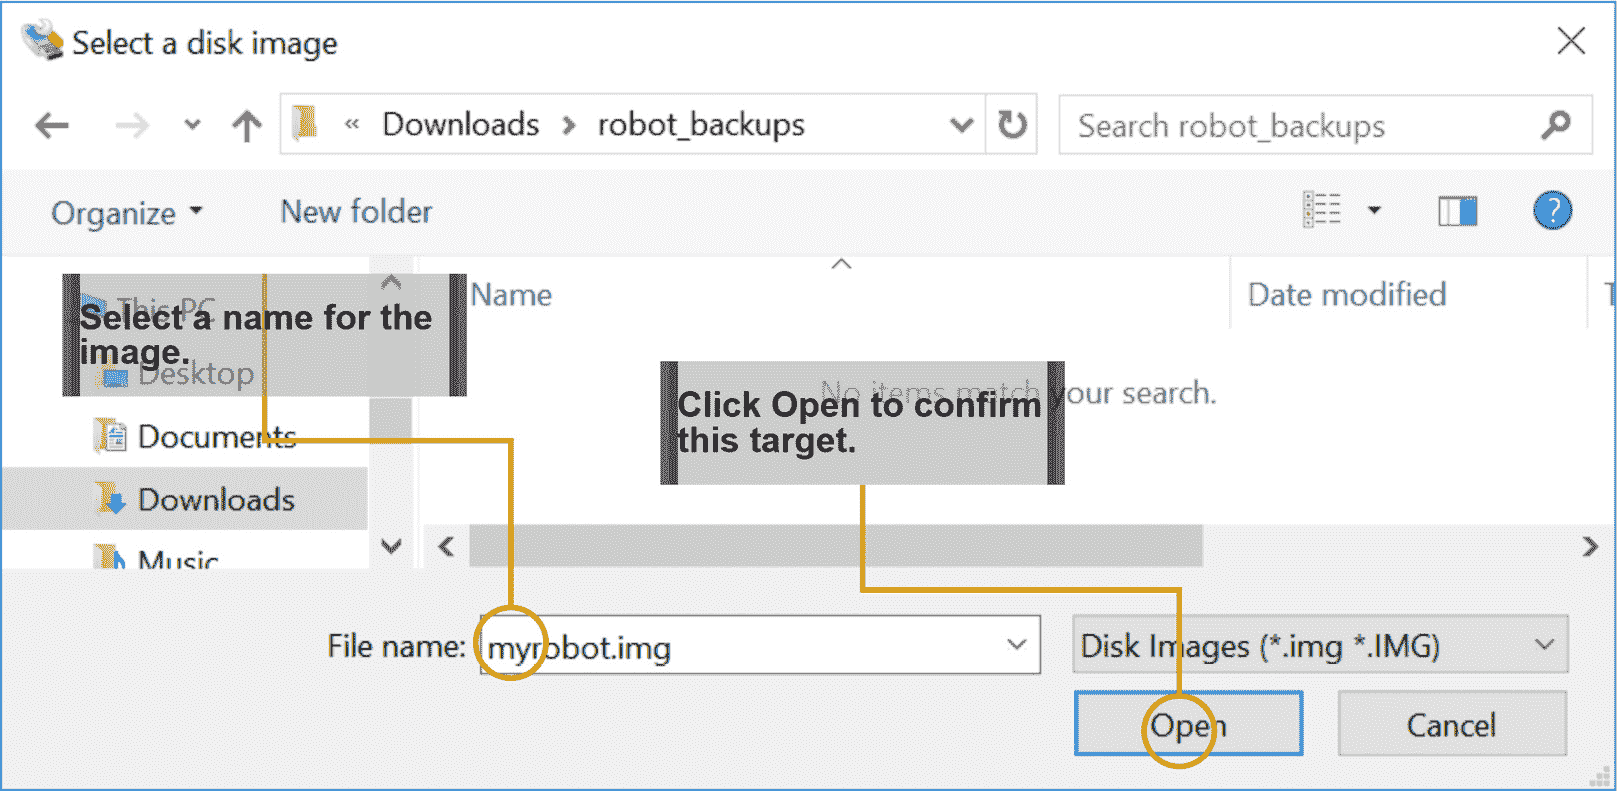 Select a disk image
« Downloads > robot_backups
Search robot_backups
Organize
New folder
?
This PC
Select a name for the
image.
Desktop
Documents
Downloads
Music
Name
Date modified
No items match your search.
Click Open to confirm
this target.
File name:
myrobot.img
Disk Images (*.img *.IMG)
Open
Cancel